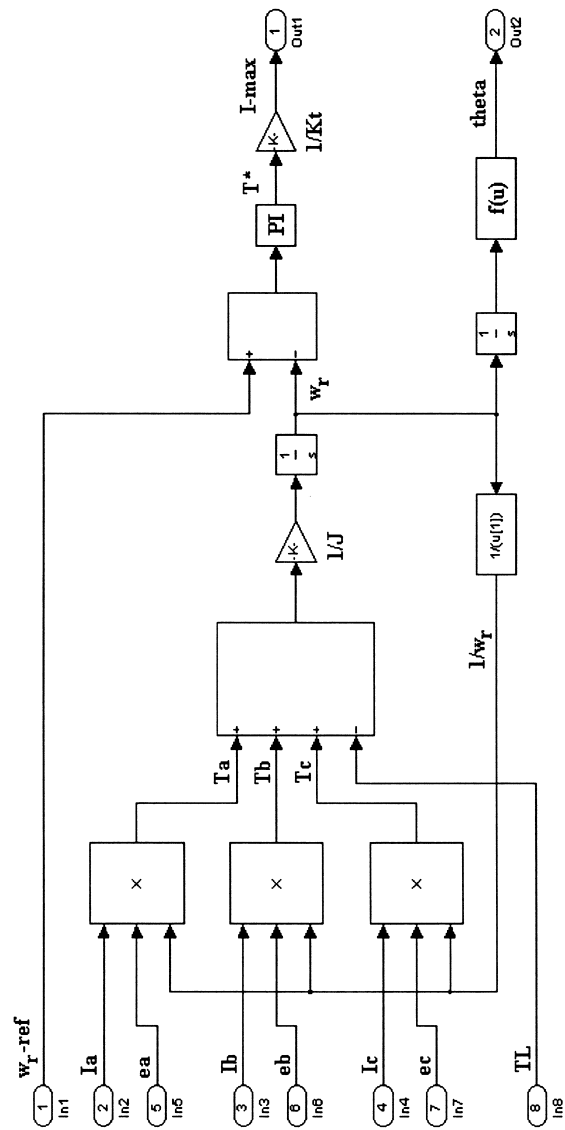 w_r-ref
1
In1
Ia
2
In2
ea
5
In5
Ib
3
In3
eb
6
In6
Ic
4
In4
ec
7
In7
TL
8
In8
×
×
×
Ta
Tb
Tc
+
+
+
−
-K-
1/J
1
s
w_r
+
−
PI
T*
-K-
1/Kt
I-max
1
Out1
1/(u[1])
1/w_r
1
s
f(u)
theta
2
Out2